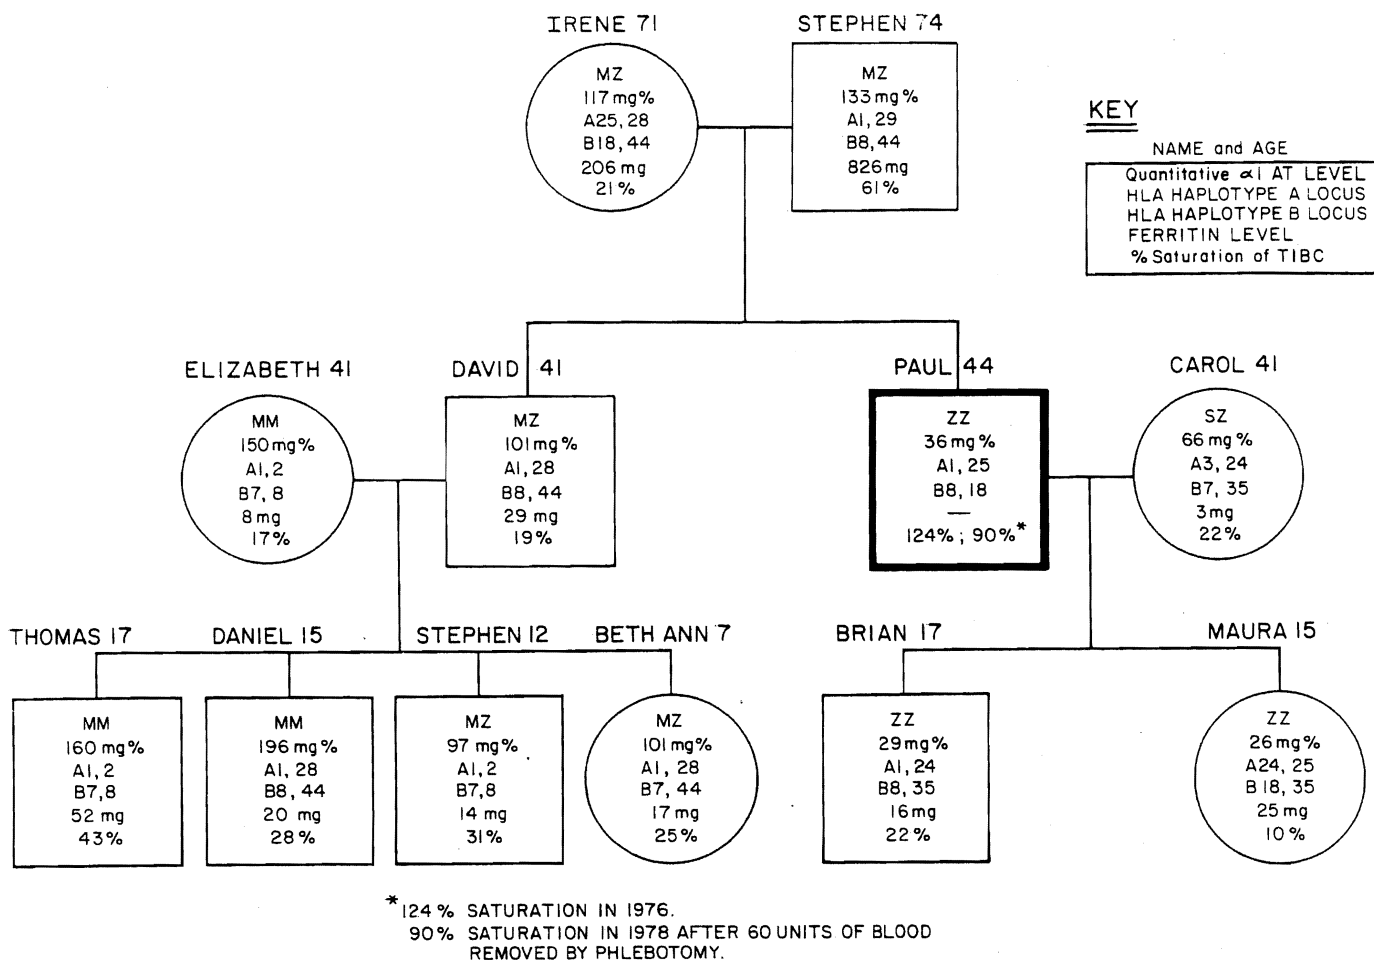 IRENE 71
MZ
117 mg%
A25, 28
B18, 44
206 mg
21%
STEPHEN 74
MZ
133 mg%
A1, 29
B8, 44
826 mg
61%
KEY
NAME and AGE
Quantitative α1 AT LEVEL
HLA HAPLOTYPE A LOCUS
HLA HAPLOTYPE B LOCUS
FERRITIN LEVEL
% Saturation of TIBC
ELIZABETH 41
MM
150 mg%
A1, 2
B7, 8
8 mg
17%
DAVID 41
MZ
101 mg%
A1, 28
B8, 44
29 mg
19%
PAUL 44
ZZ
36 mg%
A1, 25
B8, 18
—
124% ; 90%*
CAROL 41
SZ
66 mg%
A3, 24
B7, 35
3 mg
22%
THOMAS 17
MM
160 mg%
A1, 2
B7, 8
52 mg
43%
DANIEL 15
MM
196 mg%
A1, 28
B8, 44
20 mg
28%
STEPHEN 12
MZ
97 mg%
A1, 2
B7, 8
14 mg
31%
BETH ANN 7
MZ
101 mg%
A1, 28
B7, 44
17 mg
25%
BRIAN 17
ZZ
29 mg%
A1, 24
B8, 35
16 mg
22%
MAURA 15
ZZ
26 mg%
A24, 25
B18, 35
25 mg
10%
*124% SATURATION IN 1976.
90% SATURATION IN 1978 AFTER 60 UNITS OF BLOOD
REMOVED BY PHLEBOTOMY.